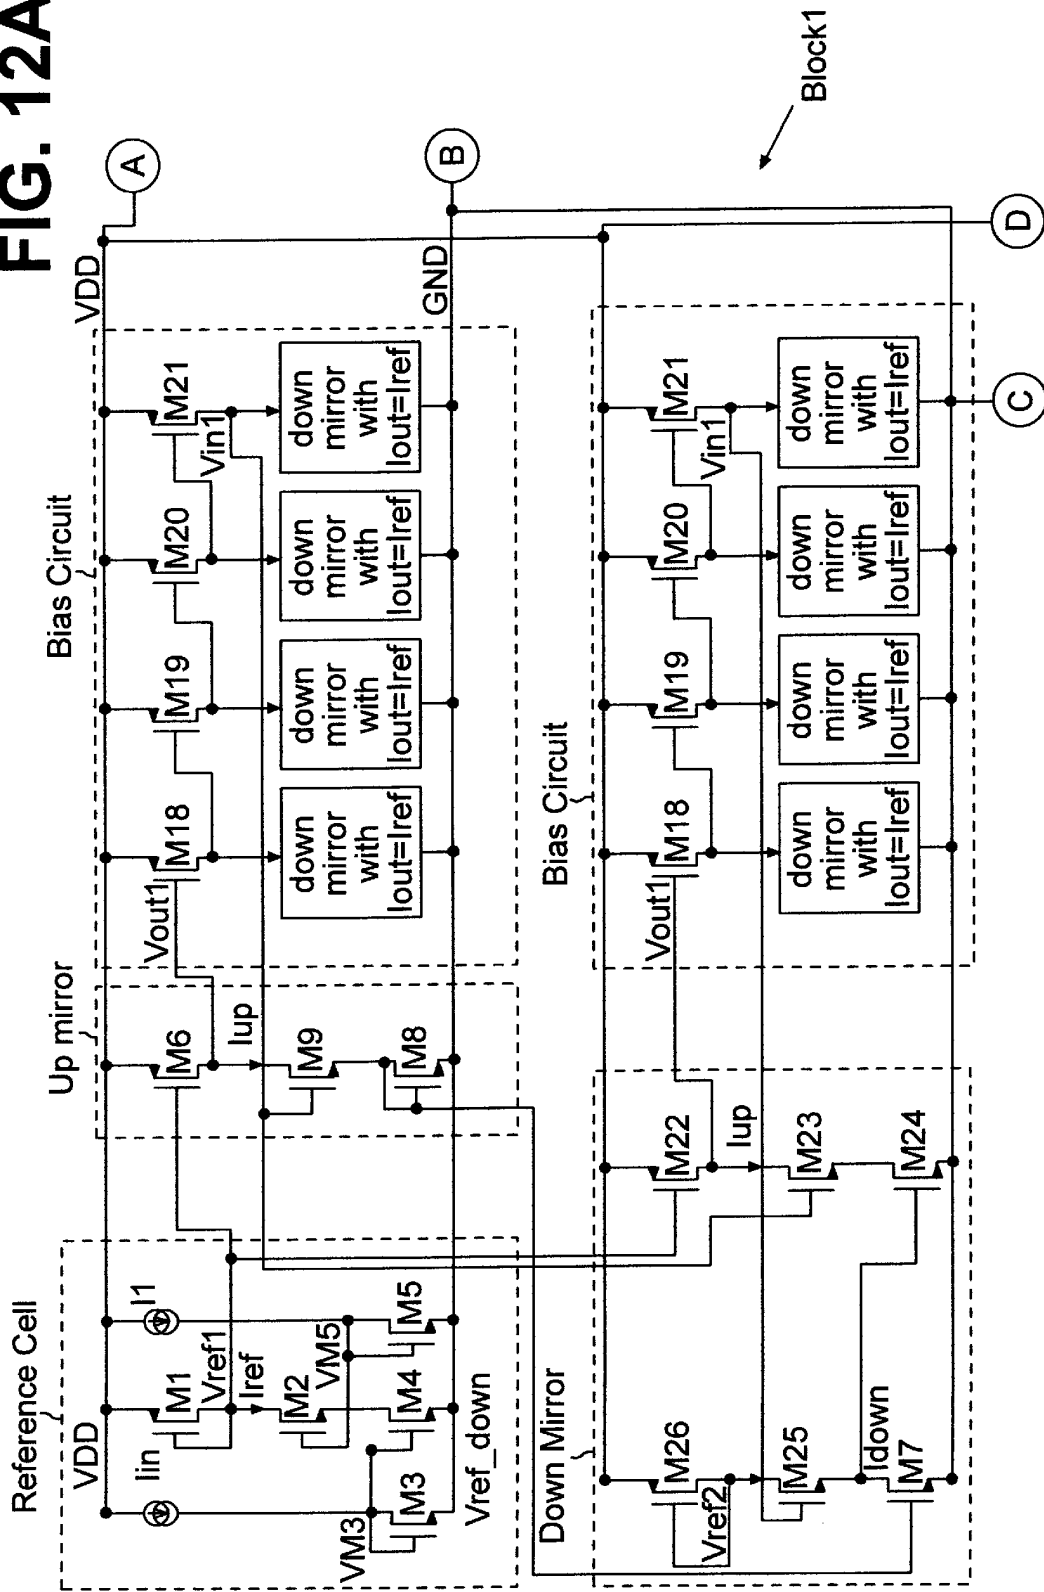 FIG. 12A
Reference Cell
VDD
Iin
I1
M1
Vref1
Iref
M2
VM5
M5
M4
M3
VM3
Vref_down
Up mirror
M6
Iup
M9
M8
Bias Circuit
Vout1
M18
M19
M20
M21
Vin1
down
mirror
with
Iout=Iref
down
mirror
with
Iout=Iref
down
mirror
with
Iout=Iref
down
mirror
with
Iout=Iref
VDD
GND
A
B
Down Mirror
M26
Vref2
M25
Idown
M7
M22
Iup
M23
M24
Bias Circuit
Vout1
M18
M19
M20
M21
Vin1
down
mirror
with
Iout=Iref
down
mirror
with
Iout=Iref
down
mirror
with
Iout=Iref
down
mirror
with
Iout=Iref
C
D
Block1